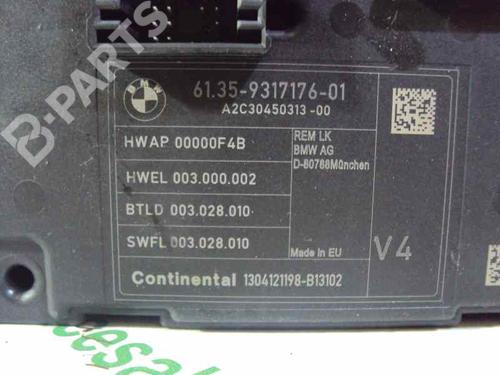 B-PARTS
BMW
61.35-9317176-01
A2C30450313-00
HWAP 00000F4B
REM LK
BMW AG
D-80788München
HWEL 003.000.002
BTLD 003.028.010
SWFL 003.028.010
Made in EU
V4
Continental 1304121198-B13102